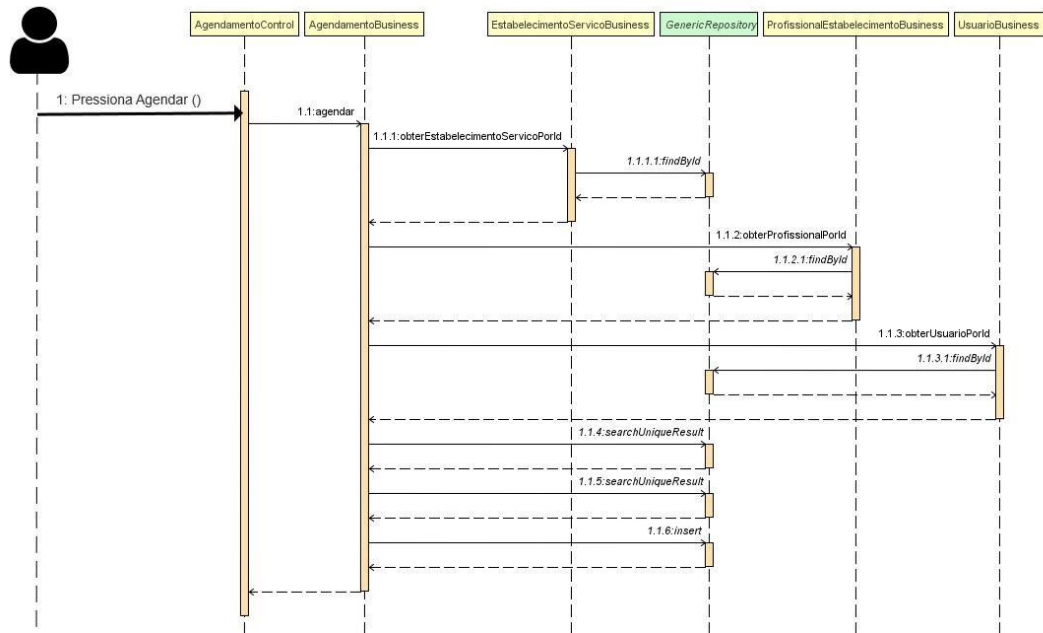 AgendamentoControl
AgendamentoBusiness
EstabelecimentoServicoBusiness
GenericRepository
ProfissionalEstabelecimentoBusiness
UsuarioBusiness
1: Pressiona Agendar ()
1.1:agendar
1.1.1:obterEstabelecimentoServicoPorId
1.1.1.1:findById
1.1.2:obterProfissionalPorId
1.1.2.1:findById
1.1.3:obterUsuarioPorId
1.1.3.1:findById
1.1.4:searchUniqueResult
1.1.5:searchUniqueResult
1.1.6:insert